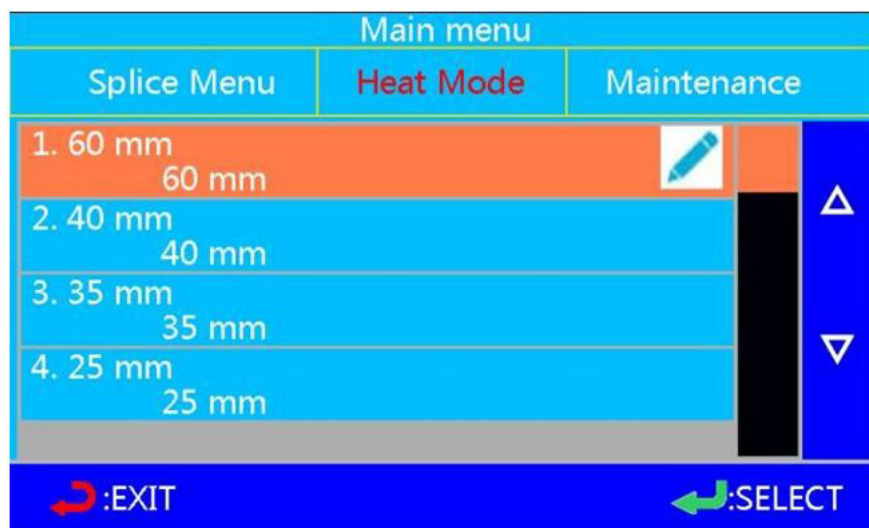 Main menu
Splice Menu Heat Mode Maintenance
1. 60 mm
60 mm
2. 40 mm
40 mm
3. 35 mm
35 mm
4. 25 mm
25 mm
:EXIT :SELECT